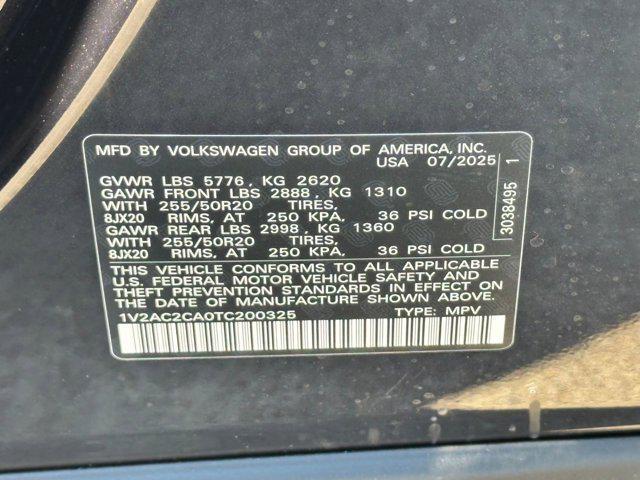 MFD BY VOLKSWAGEN GROUP OF AMERICA, INC.
USA 07/2025
GVWR LBS 5776, KG 2620
GAWR FRONT LBS 2888, KG 1310
WITH 255/50R20 TIRES,
8JX20 RIMS, AT 250 KPA, 36 PSI COLD
GAWR REAR LBS 2998, KG 1360
WITH 255/50R20 TIRES,
8JX20 RIMS, AT 250 KPA, 36 PSI COLD
THIS VEHICLE CONFORMS TO ALL APPLICABLE
U.S. FEDERAL MOTOR VEHICLE SAFETY AND
THEFT PREVENTION STANDARDS IN EFFECT ON
THE DATE OF MANUFACTURE SHOWN ABOVE.
1V2AC2CA0TC200325 TYPE: MPV
3038495 1